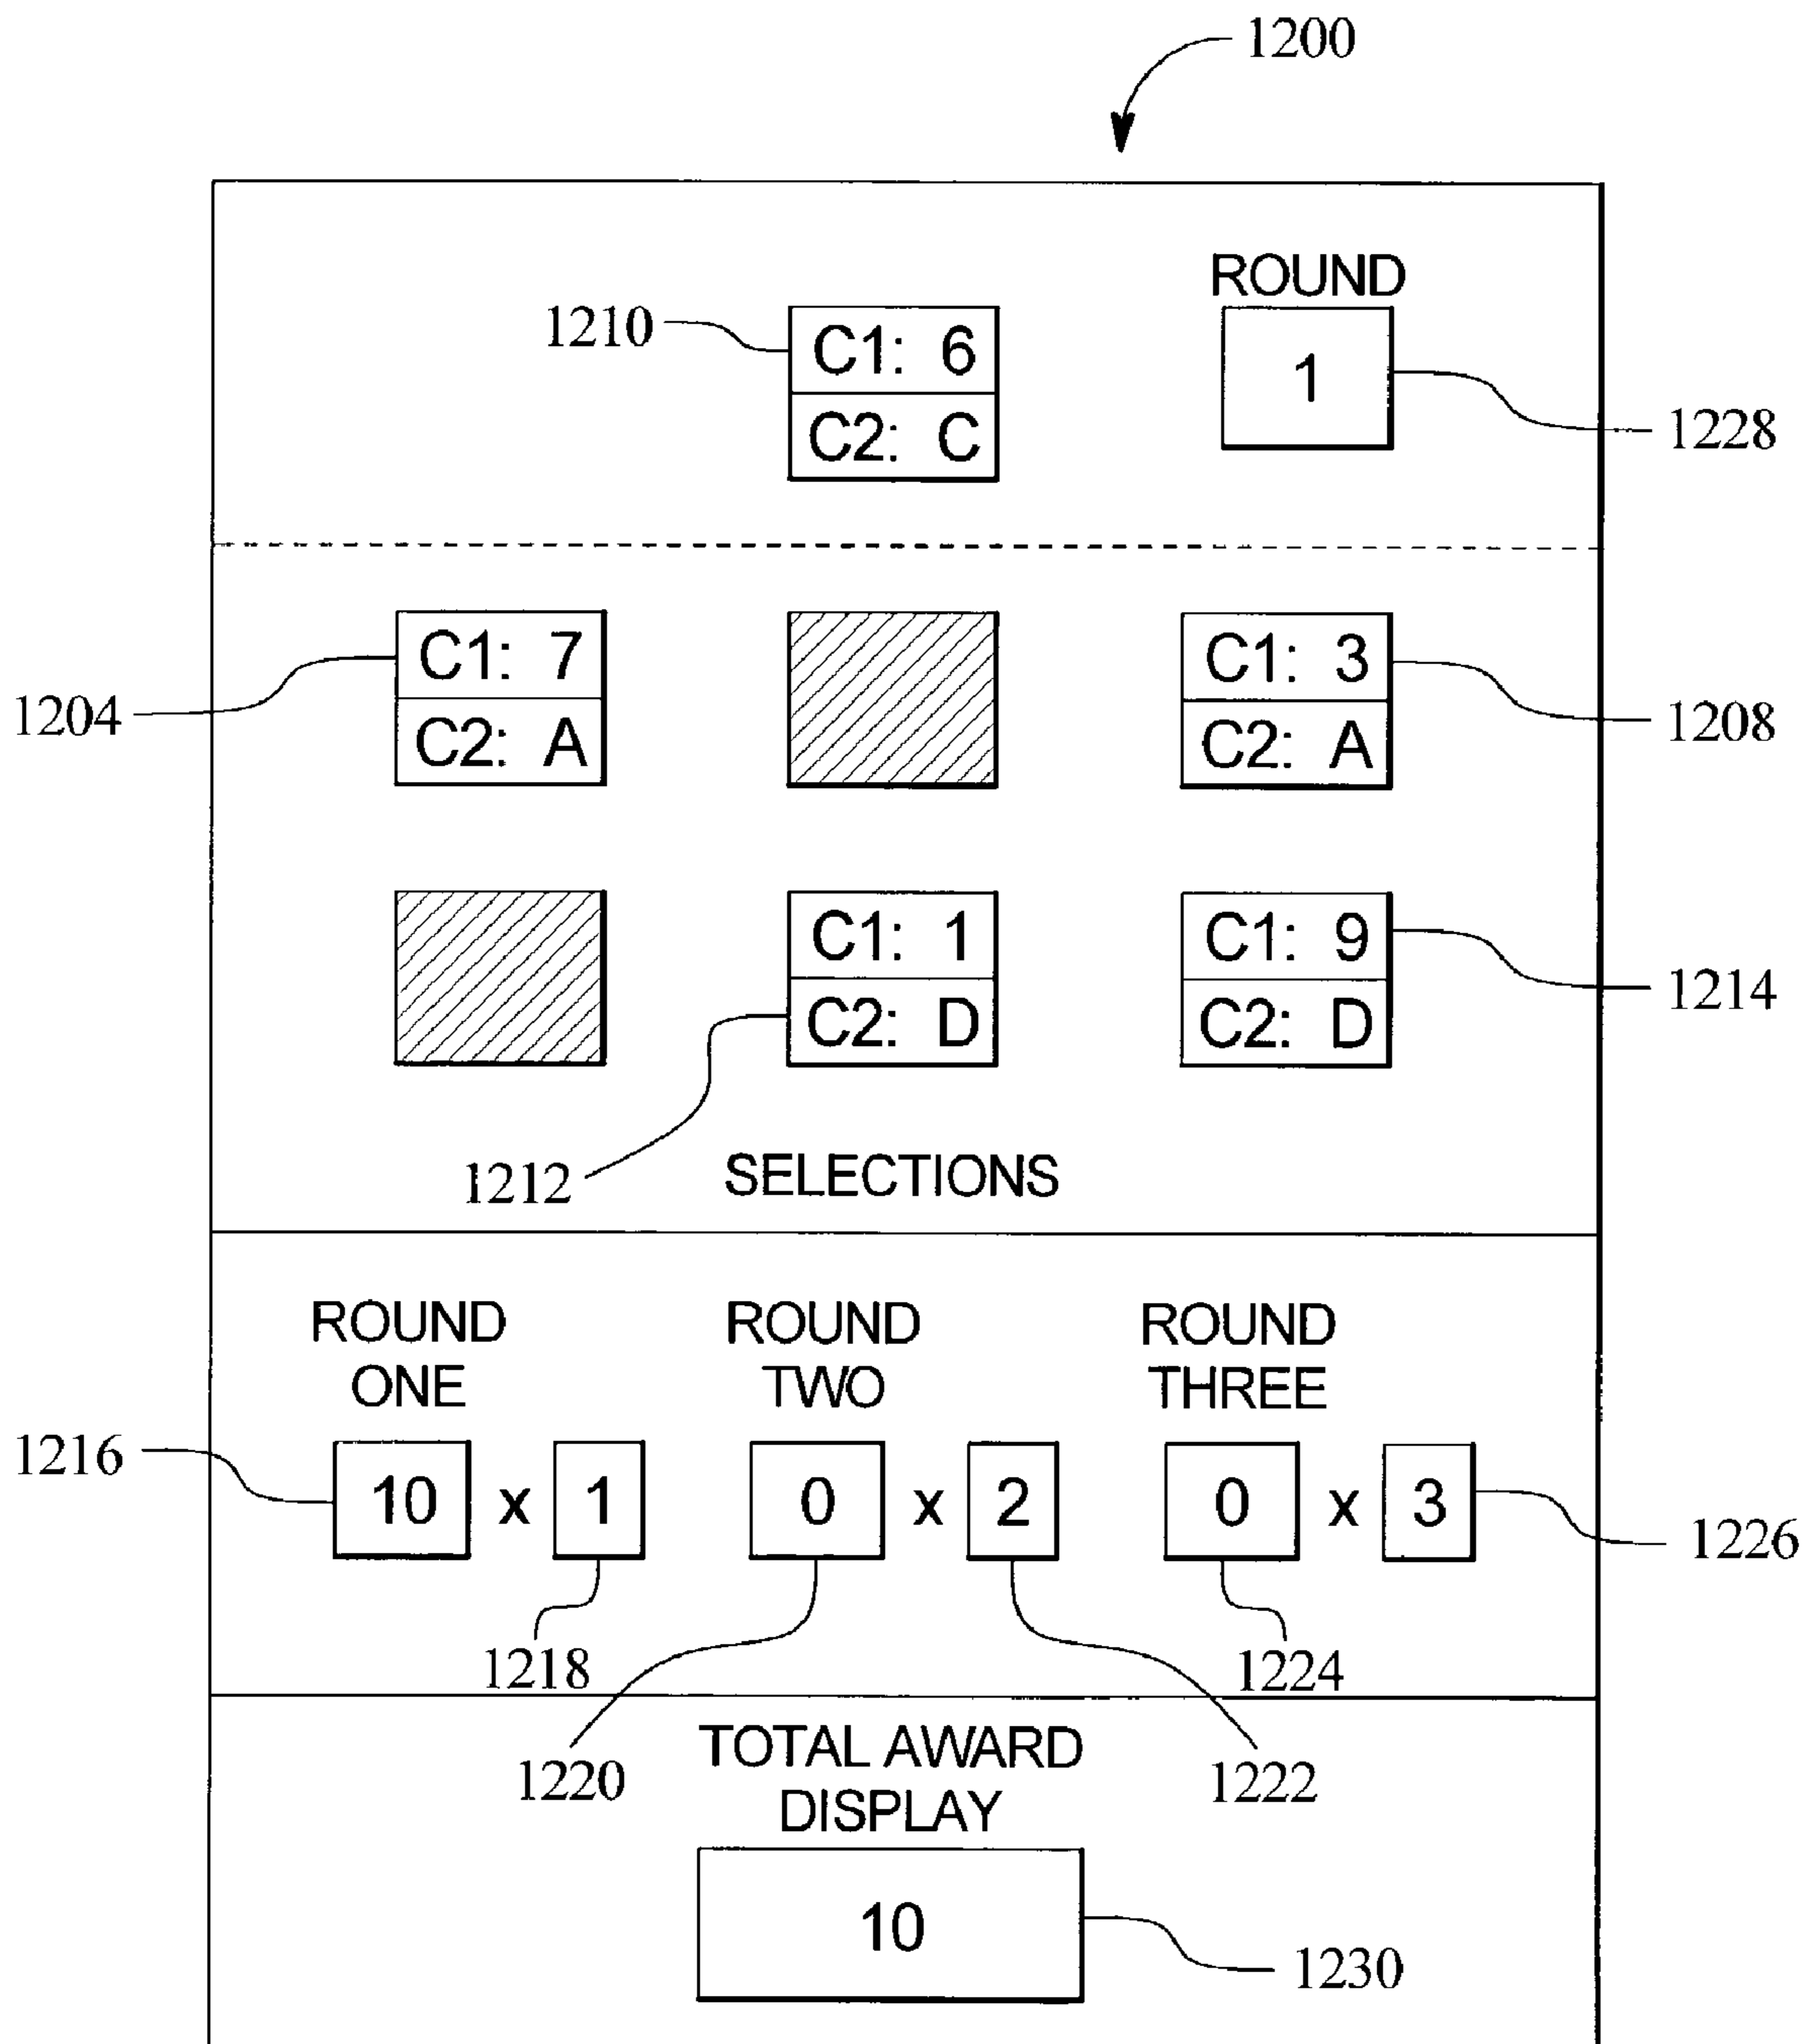 1200
ROUND
1210
C1: 6
1
C2: C
1228
C1: 7
C1: 3
1204
C2: A
C2: A
1208
C1: 1
C1: 9
C2: D
C2: D
1214
1212
SELECTIONS
ROUND ONE
ROUND TWO
ROUND THREE
1216
10 x 1
0 x 2
0 x 3
1226
1218
1224
1220
1222
TOTAL AWARD
DISPLAY
10
1230